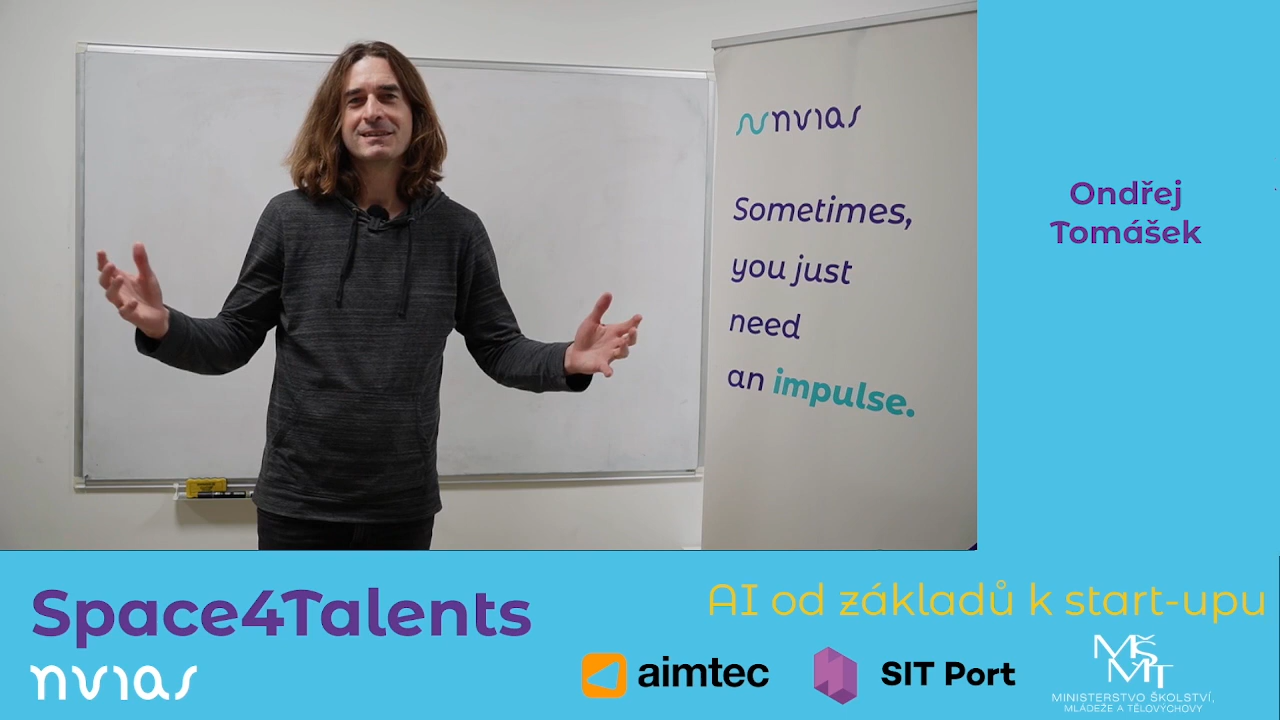 nvias
Sometimes,
you just
need
an impulse.
Ondřej
Tomášek
Space4Talents
AI od základů k start-upu
nvias
aimtec
SIT Port
MŠMT
MINISTERSTVO ŠKOLSTVÍ,
MLÁDEŽE A TĚLOVÝCHOVY